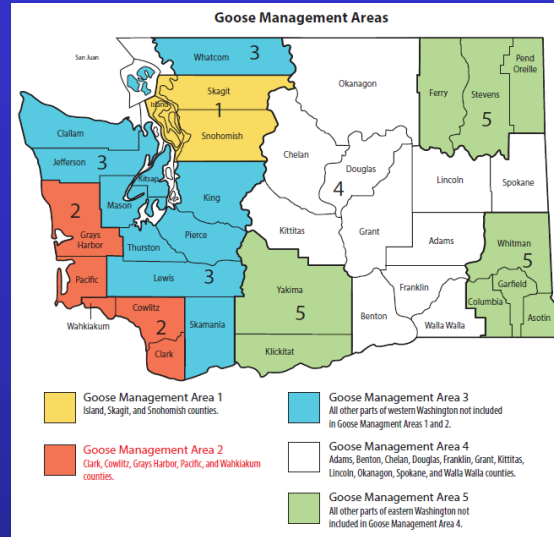 Goose Management Areas
San Juan
Whatcom
3
Skagit
Island
1
Snohomish
Okanagon
Ferry
Stevens
Pend
Oreille
5
Clallam
Jefferson
3
Kitsap
Chelan
Douglas
4
Lincoln
Spokane
2
Mason
King
Grays
Harbor
Thurston
Pierce
Kittitas
Grant
Adams
Whitman
5
Pacific
Lewis
3
Yakima
5
Franklin
Garfield
Columbia
Asotin
Wahkiakum
Cowlitz
2
Skamania
Benton
Walla Walla
Clark
Klickitat
Goose Management Area 1
Island, Skagit, and Snohomish counties.
Goose Management Area 2
Clark, Cowlitz, Grays Harbor, Pacific, and Wahkiakum
counties.
Goose Management Area 3
All other parts of western Washington not included
in Goose Managment Areas 1 and 2.
Goose Management Area 4
Adams, Benton, Chelan, Douglas, Franklin, Grant, Kittitas,
Lincoln, Okanagon, Spokane, and Walla Walla counties.
Goose Management Area 5
All other parts of eastern Washington not
included in Goose Management Area 4.